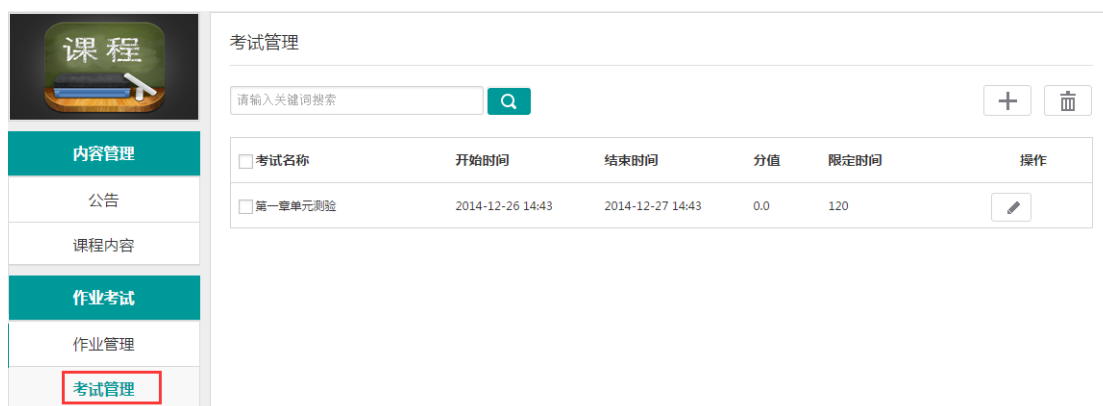 课程
内容管理
公告
课程内容
作业考试
作业管理
考试管理
考试管理
请输入关键词搜索
考试名称 开始时间 结束时间 分值 限定时间 操作
第一章单元测验 2014-12-26 14:43 2014-12-27 14:43 0.0 120